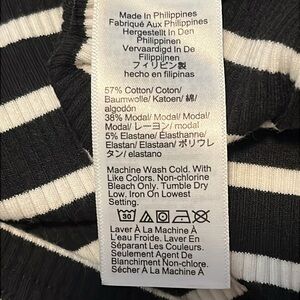 Made In Philippines
Fabriqué Aux Philippines
Hergestellt In Den
Philippinen
Vervaardigd In De
Filippijnen
フィリピン製
hecho en filipinas
57% Cotton/ Coton/
Baumwolle/ Katoen/ 綿/
algodón
38% Modal/ Modal/ Modal/
Modal/ レーヨン/ modal
5% Elastane/ Élasthanne/
Elastan/ Elastaan/ ポリウレ
タン/ elastano
Machine Wash Cold. With
Like Colors. Non-chlorine
Bleach Only. Tumble Dry
Low. Iron On Lowest
Setting.
30
Laver À La Machine À
L'eau Froide. Laver Avec
Couleurs Similaires.
Seulement Agent De
Blanchiment Non-chloré.
Sécher À La Machine À